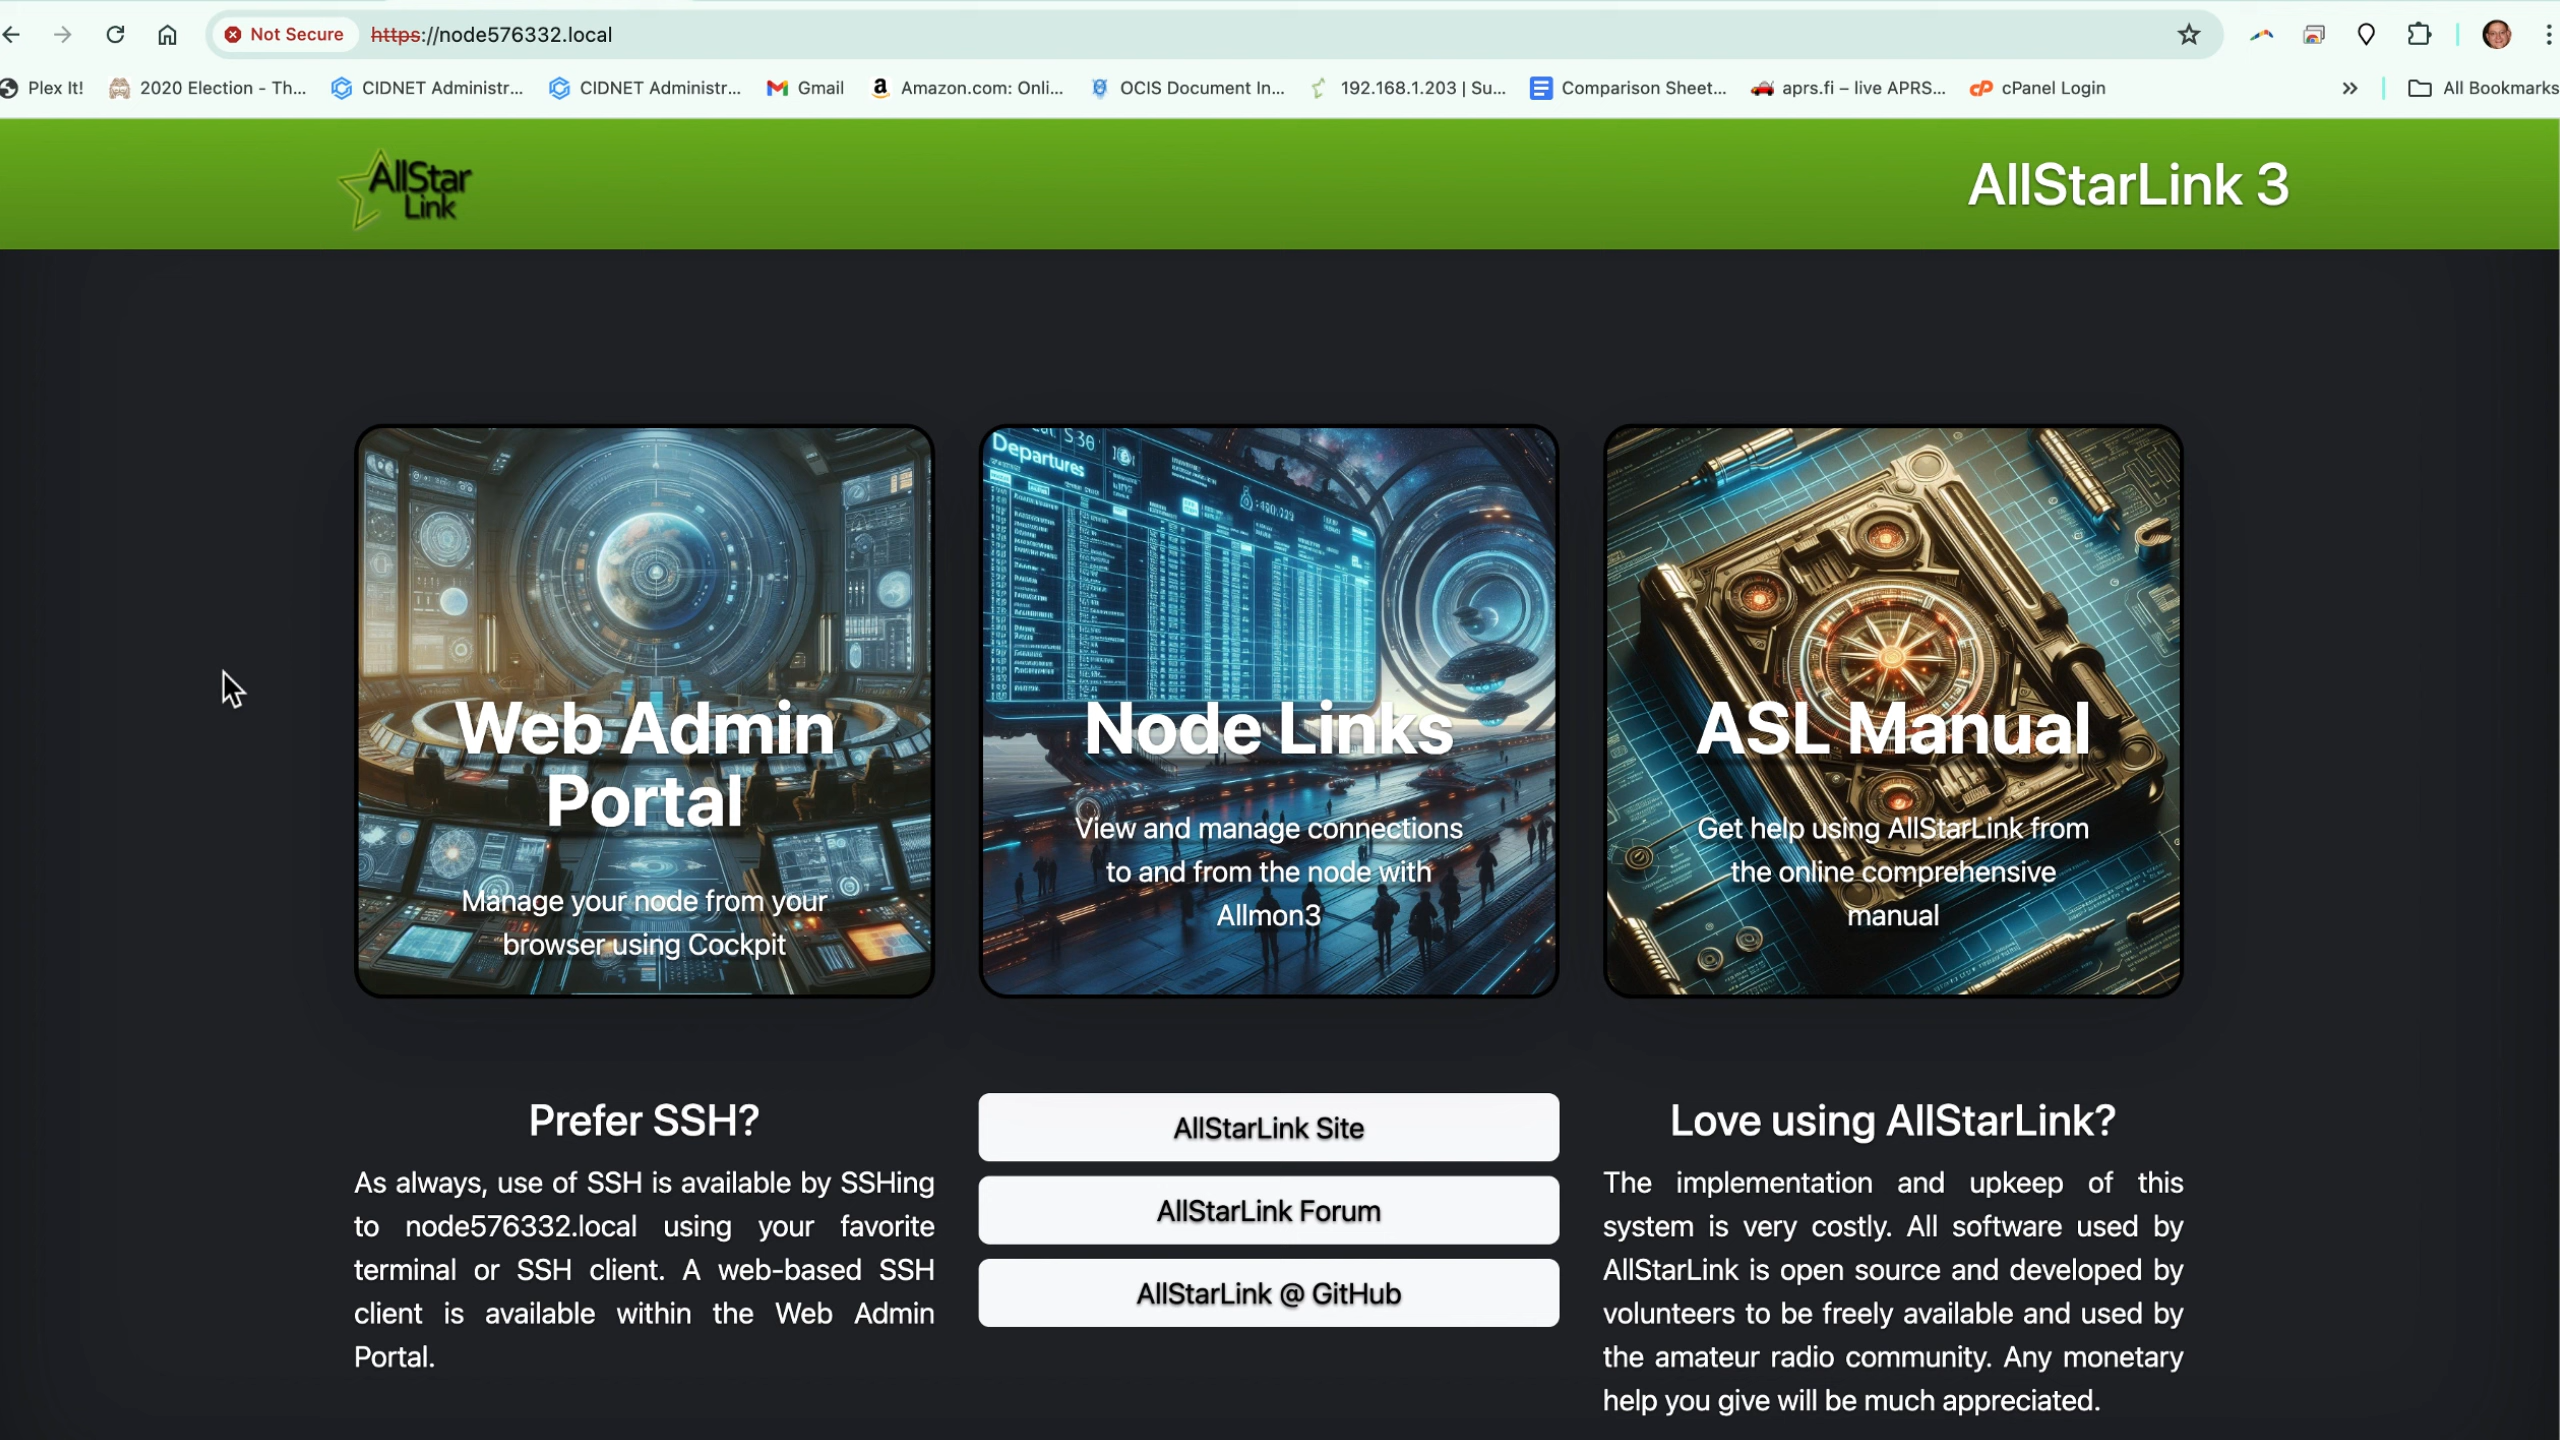 Not Secure https://node576332.local
Plex It! 2020 Election - Th... CIDNET Administr... CIDNET Administr... Gmail Amazon.com: Onli... OCIS Document In... 192.168.1.203 | Su... Comparison Sheet... aprs.fi – live APRS... cPanel Login » All Bookmarks
AllStar
Link
AllStarLink 3
Web Admin
Portal
Manage your node from your
browser using Cockpit
Departures
Node Links
View and manage connections
to and from the node with
Allmon3
ASL Manual
Get help using AllStarLink from
the online comprehensive
manual
Prefer SSH?
As always, use of SSH is available by SSHing
to node576332.local using your favorite
terminal or SSH client. A web-based SSH
client is available within the Web Admin
Portal.
AllStarLink Site
AllStarLink Forum
AllStarLink @ GitHub
Love using AllStarLink?
The implementation and upkeep of this
system is very costly. All software used by
AllStarLink is open source and developed by
volunteers to be freely available and used by
the amateur radio community. Any monetary
help you give will be much appreciated.